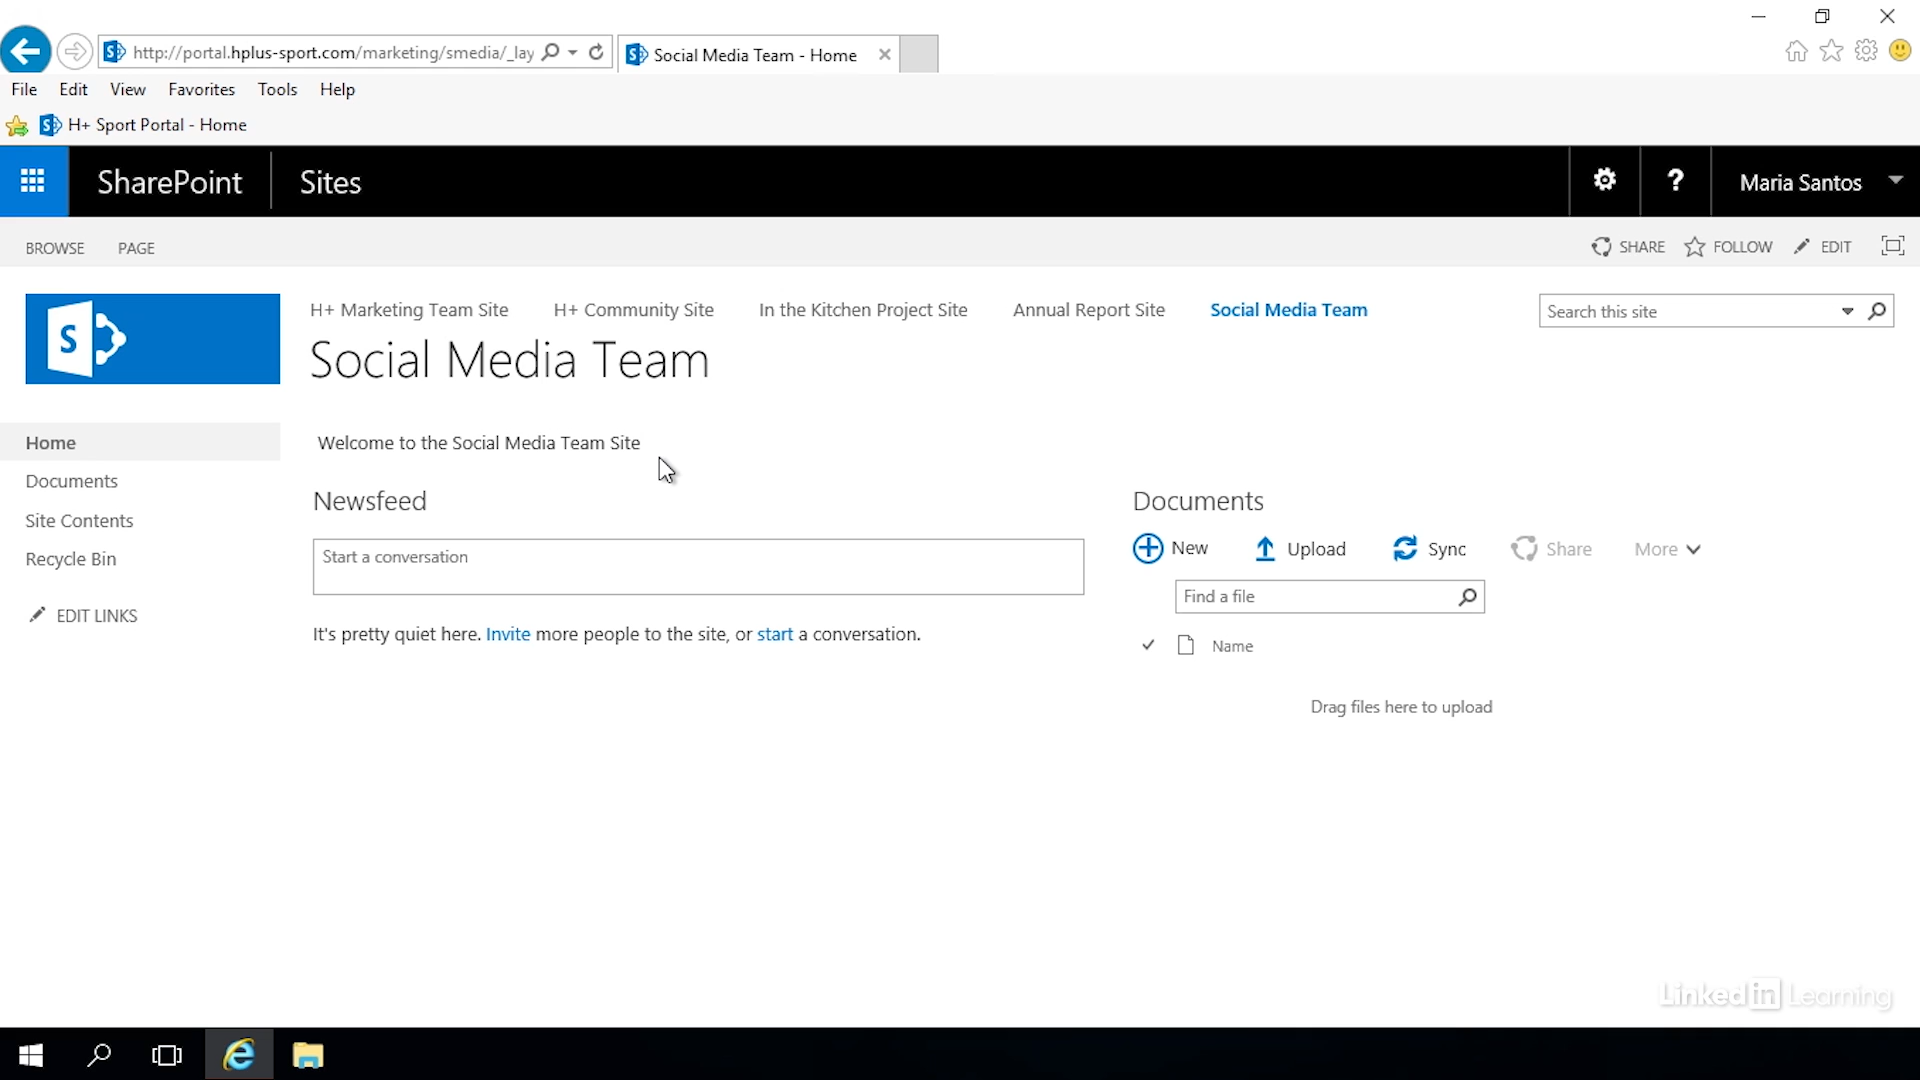 http://portal.hplus-sport.com/marketing/smedia/_lay
Social Media Team - Home
File Edit View Favorites Tools Help
H+ Sport Portal - Home
SharePoint Sites ? Maria Santos
BROWSE PAGE SHARE FOLLOW EDIT
H+ Marketing Team Site H+ Community Site In the Kitchen Project Site Annual Report Site Social Media Team Search this site
Social Media Team
Home
Documents
Site Contents
Recycle Bin
EDIT LINKS
Welcome to the Social Media Team Site
Newsfeed
Start a conversation
It's pretty quiet here. Invite more people to the site, or start a conversation.
Documents
New Upload Sync Share More
Find a file
Name
Drag files here to upload
Linked in Learning